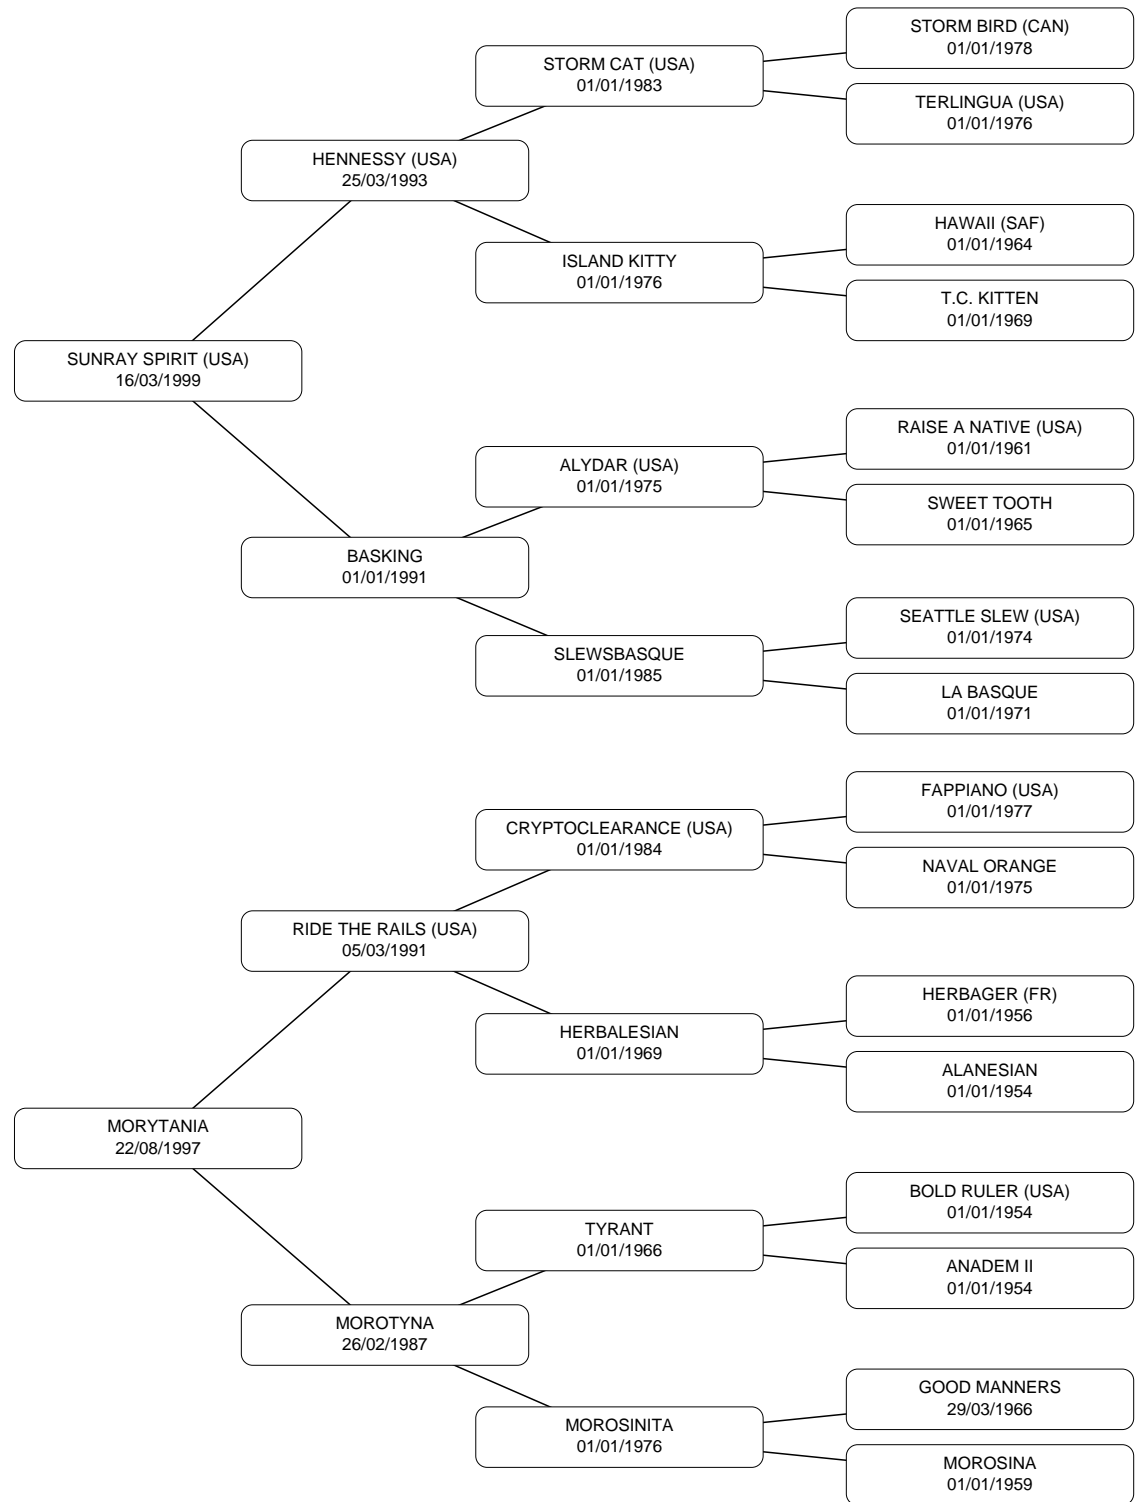 STORM BIRD (CAN)
01/01/1978
STORM CAT (USA)
01/01/1983
TERLINGUA (USA)
01/01/1976
HENNESSY (USA)
25/03/1993
HAWAII (SAF)
01/01/1964
ISLAND KITTY
01/01/1976
T.C. KITTEN
01/01/1969
SUNRAY SPIRIT (USA)
16/03/1999
RAISE A NATIVE (USA)
01/01/1961
ALYDAR (USA)
01/01/1975
SWEET TOOTH
01/01/1965
BASKING
01/01/1991
SEATTLE SLEW (USA)
01/01/1974
SLEWSBASQUE
01/01/1985
LA BASQUE
01/01/1971
FAPPIANO (USA)
01/01/1977
CRYPTOCLEARANCE (USA)
01/01/1984
NAVAL ORANGE
01/01/1975
RIDE THE RAILS (USA)
05/03/1991
HERBAGER (FR)
01/01/1956
HERBALESIAN
01/01/1969
ALANESIAN
01/01/1954
MORYTANIA
22/08/1997
BOLD RULER (USA)
01/01/1954
TYRANT
01/01/1966
ANADEM II
01/01/1954
MOROTYNA
26/02/1987
GOOD MANNERS
29/03/1966
MOROSINITA
01/01/1976
MOROSINA
01/01/1959